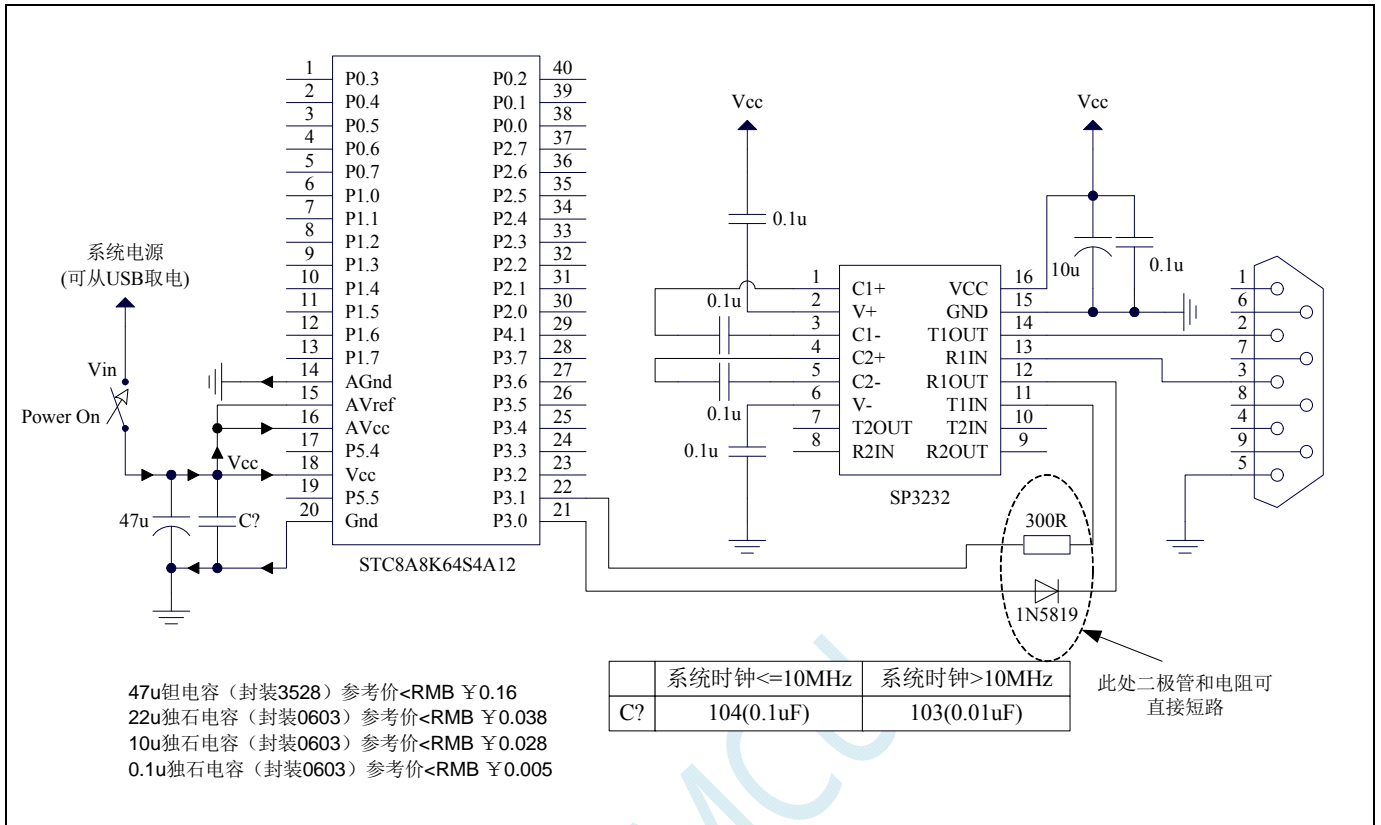 1 P0.3 P0.2 40
2 P0.4 P0.1 39
3 P0.5 P0.0 38
4 P0.6 P2.7 37
5 P0.7 P2.6 36
6 P1.0 P2.5 35
7 P1.1 P2.4 34
8 P1.2 P2.3 33
9 P1.3 P2.2 32
10 P1.4 P2.1 31
11 P1.5 P2.0 30
12 P1.6 P4.1 29
13 P1.7 P3.7 28
14 AGnd P3.6 27
15 AVref P3.5 26
16 AVcc P3.4 25
17 P5.4 P3.3 24
18 Vcc P3.2 23
19 P5.5 P3.1 22
20 Gnd P3.0 21
STC8A8K64S4A12
系统电源
(可从USB取电)
Vin
Power On
Vcc
47u
C?
Vcc
0.1u
0.1u
0.1u
0.1u
1 C1+ VCC 16
2 V+ GND 15
3 C1- T1OUT 14
4 C2+ R1IN 13
5 C2- R1OUT 12
6 V- T1IN 11
7 T2OUT T2IN 10
8 R2IN R2OUT 9
SP3232
Vcc
10u
0.1u
1
6
2
7
3
8
4
9
5
300R
1N5819
此处二极管和电阻可
直接短路
系统时钟<=10MHz 系统时钟>10MHz
C? 104(0.1uF) 103(0.01uF)
47u钽电容（封装3528）参考价<RMB ￥0.16
22u独石电容（封装0603）参考价<RMB ￥0.038
10u独石电容（封装0603）参考价<RMB ￥0.028
0.1u独石电容（封装0603）参考价<RMB ￥0.005
MCU